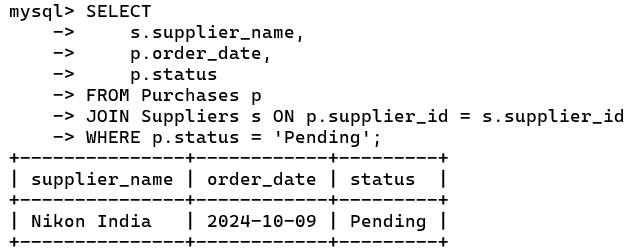 mysql> SELECT
    ->     s.supplier_name,
    ->     p.order_date,
    ->     p.status
    -> FROM Purchases p
    -> JOIN Suppliers s ON p.supplier_id = s.supplier_id
    -> WHERE p.status = 'Pending';
+---------------+------------+---------+
| supplier_name | order_date | status  |
+---------------+------------+---------+
| Nikon India   | 2024-10-09 | Pending |
+---------------+------------+---------+